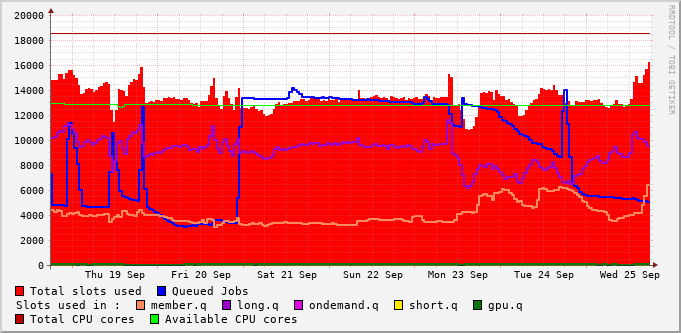 20000
18000
16000
14000
12000
10000
8000
6000
4000
2000
0
Thu 19 Sep Fri 20 Sep Sat 21 Sep Sun 22 Sep Mon 23 Sep Tue 24 Sep Wed 25 Sep
Total slots used Queued Jobs
Slots used in : member.q long.q ondemand.q short.q gpu.q
Total CPU cores Available CPU cores
RRDTOOL / TOBI OETIKER